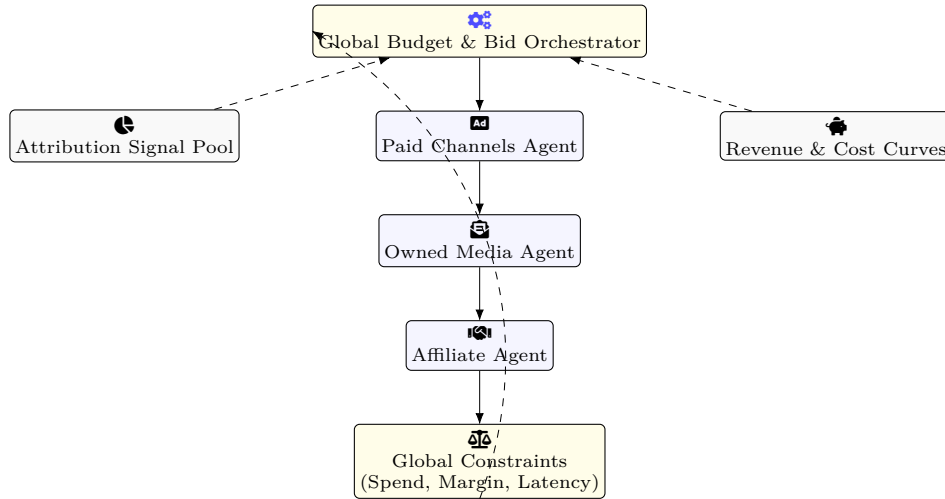 Global Budget & Bid Orchestrator
Attribution Signal Pool
Ad
Paid Channels Agent
Revenue & Cost Curves
Owned Media Agent
Affiliate Agent
Global Constraints
(Spend, Margin, Latency)